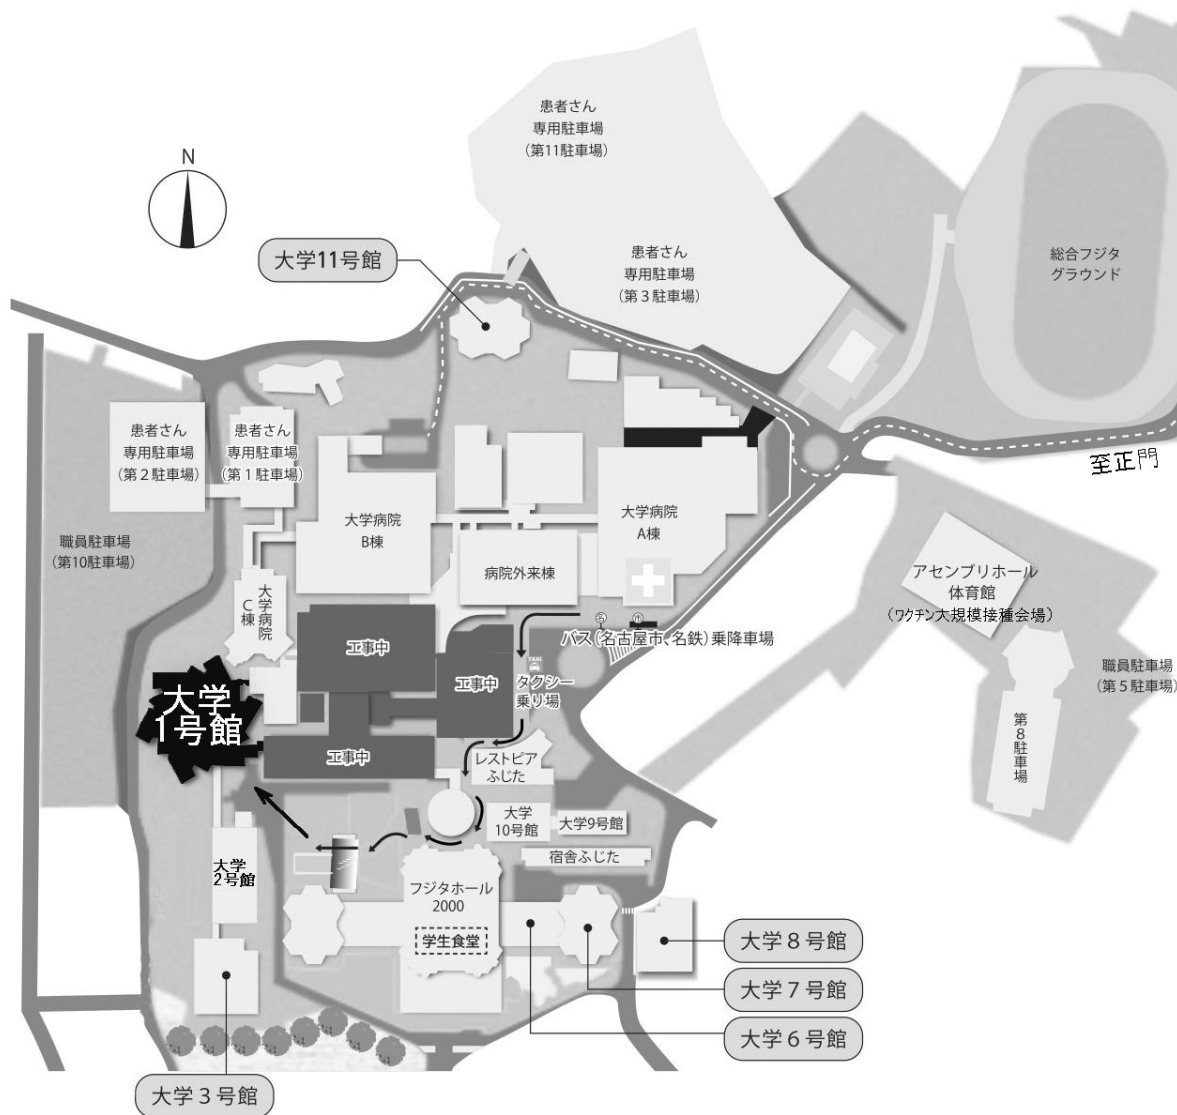 患者さん
専用駐車場
(第11駐車場)
N
大学11号館
患者さん
専用駐車場
(第3駐車場)
総合フジタ
グラウンド
患者さん
専用駐車場
(第2駐車場)
患者さん
専用駐車場
(第1駐車場)
至正門
大学病院
B棟
大学病院
A棟
職員駐車場
(第10駐車場)
病院外来棟
アセンブリホール
体育館
(ワクチン大規模接種会場)
大学病院
C棟
名
市
バス(名古屋市、名鉄)乗降車場
工事中
工事中
TAXI
タクシー
乗り場
職員駐車場
(第5駐車場)
大学
1号館
第8駐車場
工事中
レストピア
ふじた
大学
10号館
大学9号館
宿舎ふじた
大学
2号館
フジタホール
2000
学生食堂
大学8号館
大学7号館
大学6号館
大学3号館